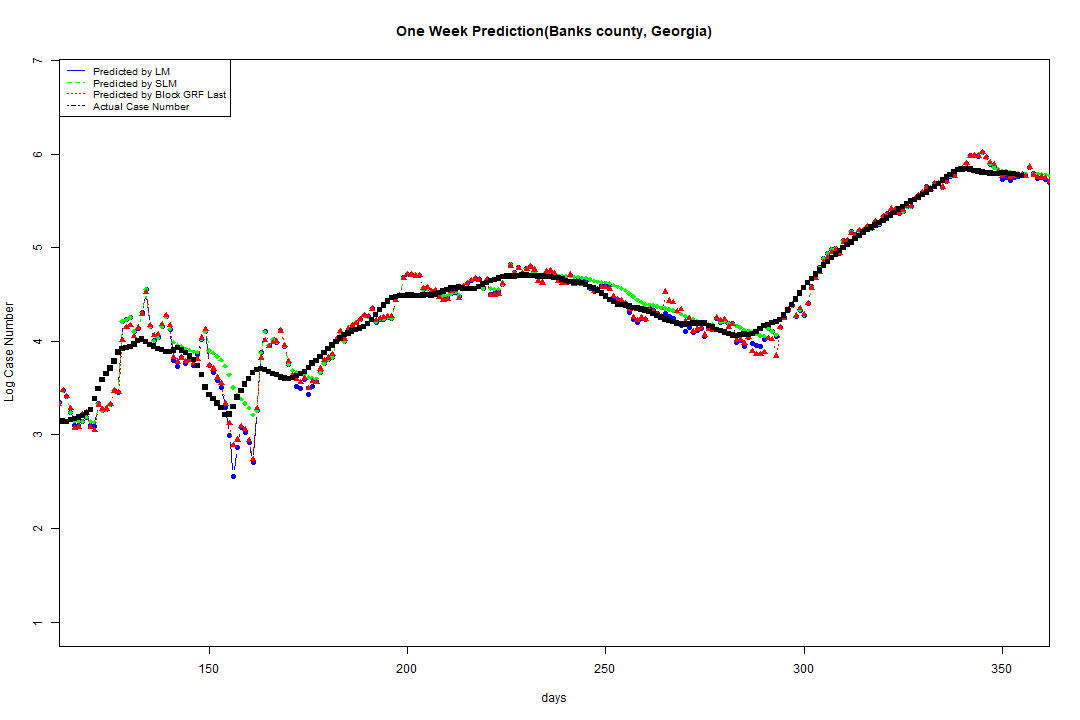 One Week Prediction(Banks county, Georgia)
Predicted by LM
Predicted by SLM
Predicted by Block GRF Last
Actual Case Number
Log Case Number
7
6
5
4
3
2
1
150 200 250 300 350
days